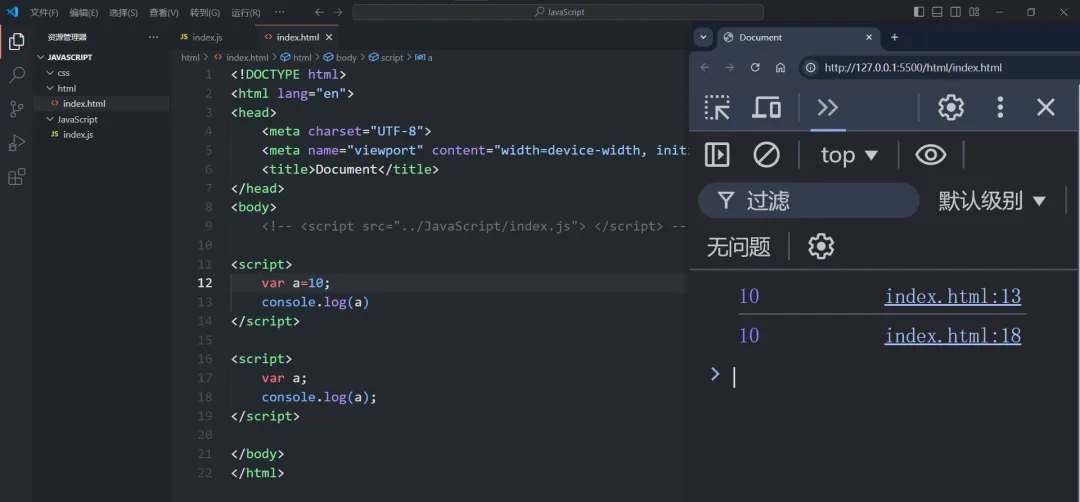 文件(F) 编辑(E) 选择(S) 查看(V) 转到(G) 运行(R) ··· JavaScript
资源管理器 ···
JAVASCRIPT
css
html
index.html
JavaScript
JS index.js
JS index.js <> index.html
html > <> index.html > html > body > script > a
1 <!DOCTYPE html>
2 <html lang="en">
3 <head>
4 <meta charset="UTF-8">
5 <meta name="viewport" content="width=device-width, init
6 <title>Document</title>
7 </head>
8 <body>
9 <!-- <script src="../JavaScript/index.js"> </script> --
10
11 <script>
12 var a=10;
13 console.log(a)
14 </script>
15
16 <script>
17 var a;
18 console.log(a);
19 </script>
20
21 </body>
22 </html>
Document
http://127.0.0.1:5500/html/index.html
top
过滤 默认级别
无问题
10 index.html:13
10 index.html:18